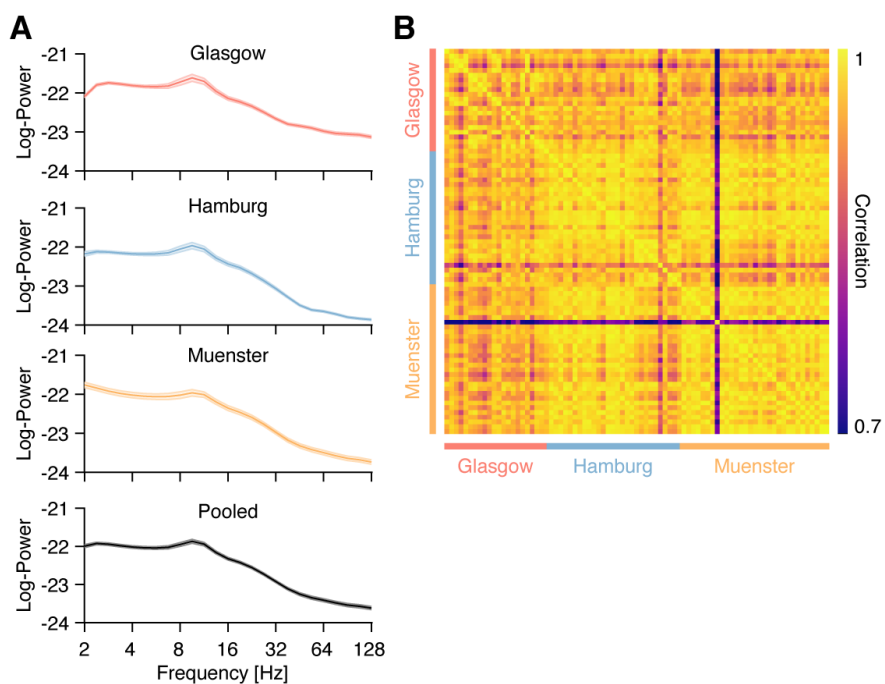 A
Glasgow
-21
-22
-23
-24
Log-Power
Hamburg
-21
-22
-23
-24
Log-Power
Muenster
-21
-22
-23
-24
Log-Power
Pooled
-21
-22
-23
-24
Log-Power
2 4 8 16 32 64 128
Frequency [Hz]
B
Glasgow
Hamburg
Muenster
Glasgow Hamburg Muenster
1
Correlation
0.7